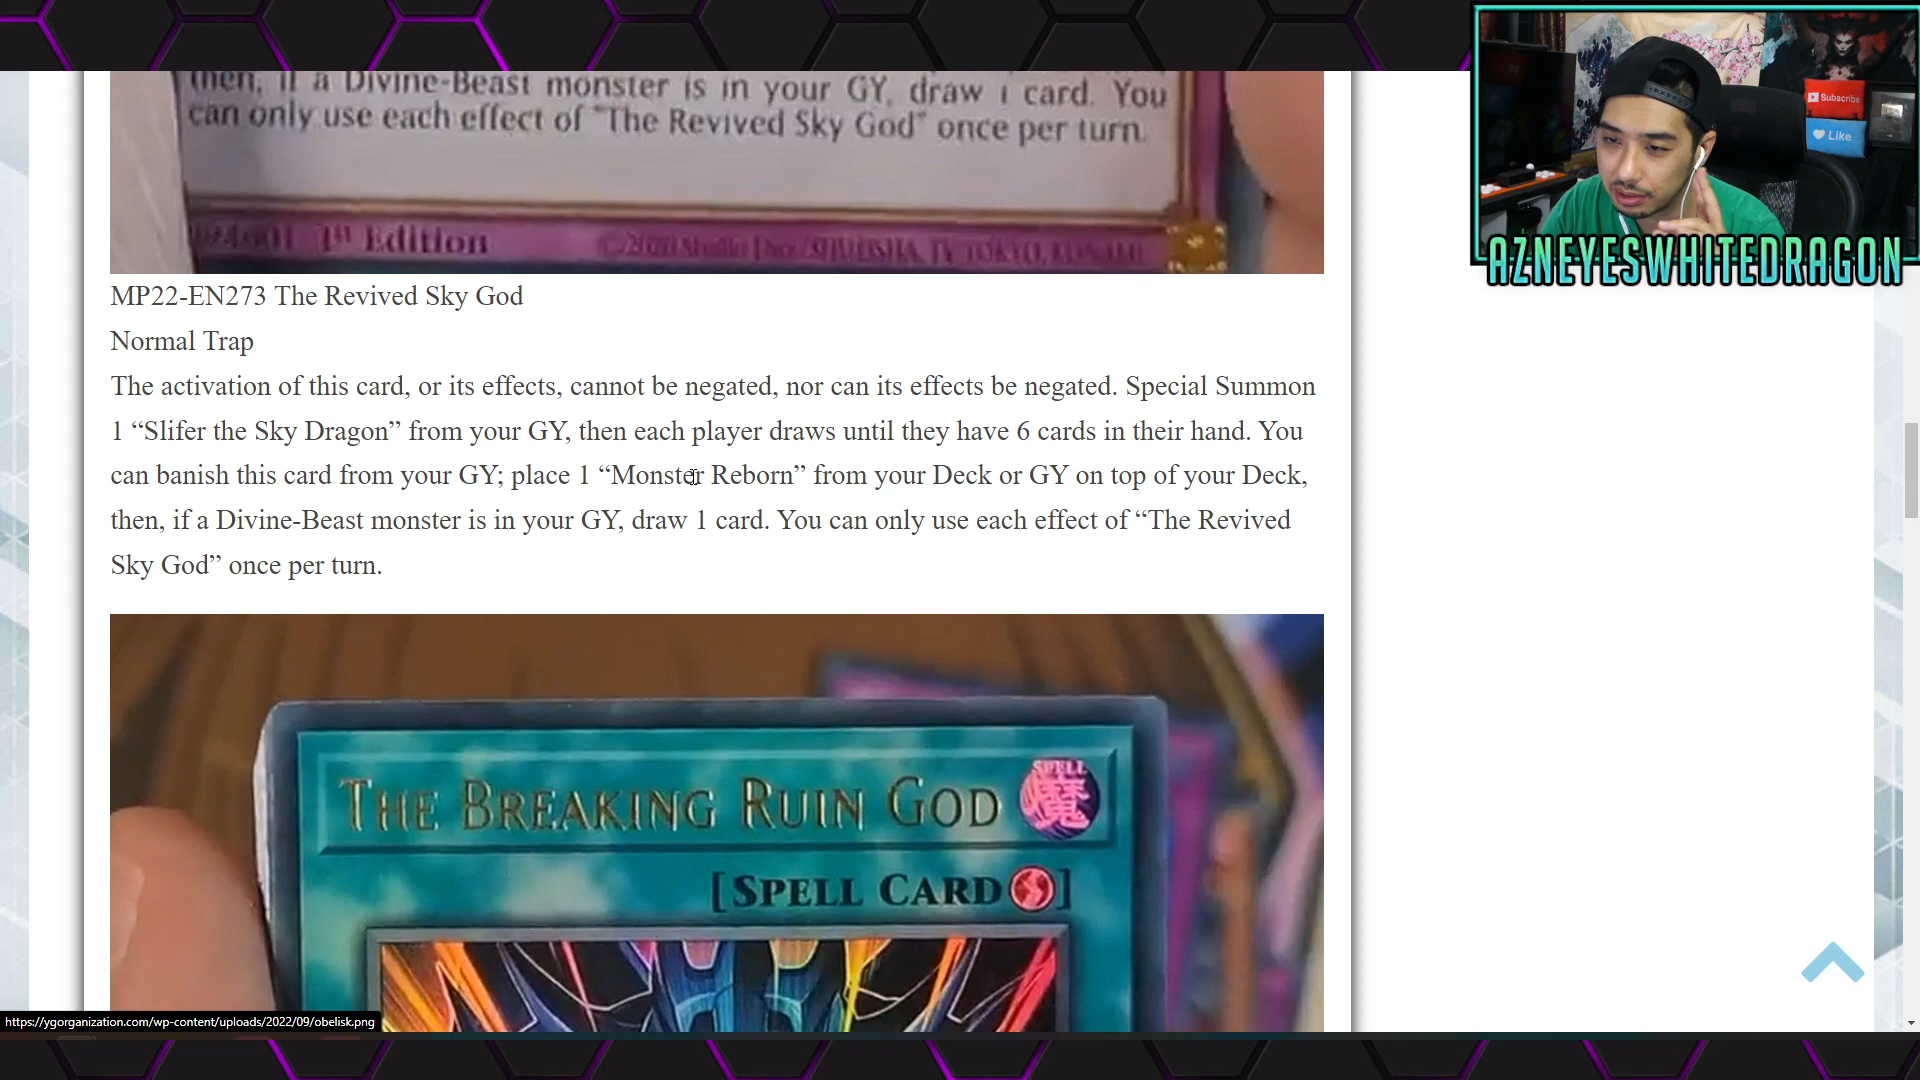 then, if a Divine-Beast monster is in your GY, draw 1 card. You
can only use each effect of "The Revived Sky God" once per turn.
1st Edition
MP22-EN273 The Revived Sky God
Normal Trap
The activation of this card, or its effects, cannot be negated, nor can its effects be negated. Special Summon
1 “Slifer the Sky Dragon” from your GY, then each player draws until they have 6 cards in their hand. You
can banish this card from your GY; place 1 “Monster Reborn” from your Deck or GY on top of your Deck,
then, if a Divine-Beast monster is in your GY, draw 1 card. You can only use each effect of “The Revived
Sky God” once per turn.
THE BREAKING RUIN GOD
SPELL
魔
[SPELL CARD]
https://ygorganization.com/wp-content/uploads/2022/09/obelisk.png
Subscribe
Like
AZNEYESWHITEDRAGON